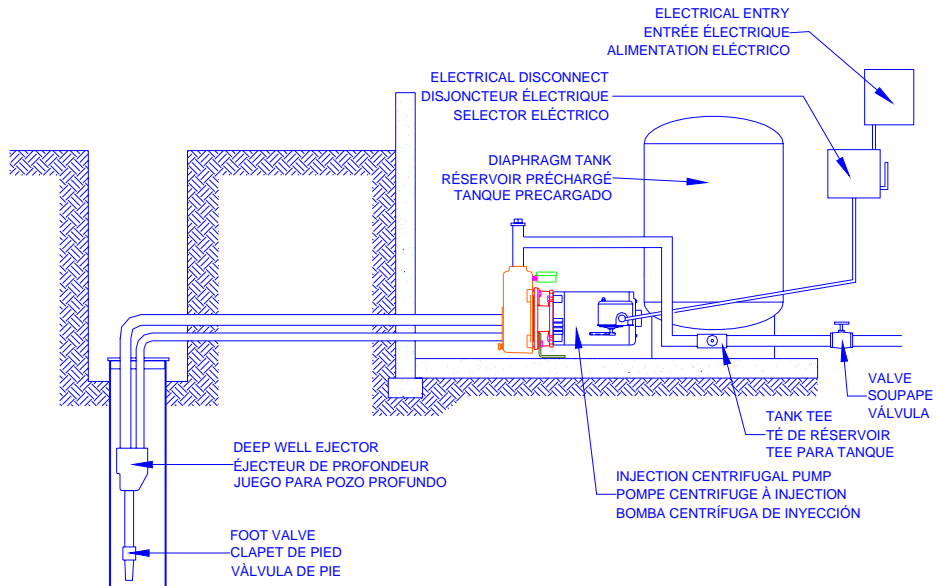 ELECTRICAL ENTRY
ENTRÉE ÉLECTRIQUE
ALIMENTATION ELÉCTRICO
ELECTRICAL DISCONNECT
DISJONCTEUR ÉLECTRIQUE
SELECTOR ELÉCTRICO
DIAPHRAGM TANK
RÉSERVOIR PRÉCHARGÉ
TANQUE PRECARGADO
VALVE
SOUPAPE
VÁLVULA
TANK TEE
TÉ DE RÉSERVOIR
TEE PARA TANQUE
DEEP WELL EJECTOR
ÉJECTEUR DE PROFONDEUR
JUEGO PARA POZO PROFUNDO
INJECTION CENTRIFUGAL PUMP
POMPE CENTRIFUGE À INJECTION
BOMBA CENTRÍFUGA DE INYECCIÓN
FOOT VALVE
CLAPET DE PIED
VÀLVULA DE PIE